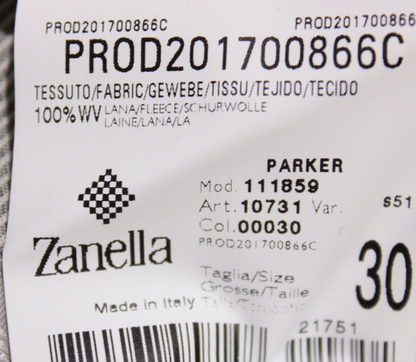 PROD201700866C PROD201700866
PROD201700866C
TESSUTO/FABRIC/GEWEBE/TISSU/TEJIDO/TECIDO
100% WV LANA/FLEECE/SCHURWOLLE
LAINE/LANA/LA
PARKER
Mod. 111859
Art. 10731 Var. S51
Col. 00030
PROD201700866C
Zanella
Taglia/Size
Grosse/Taille
30
Made in Italy
21751